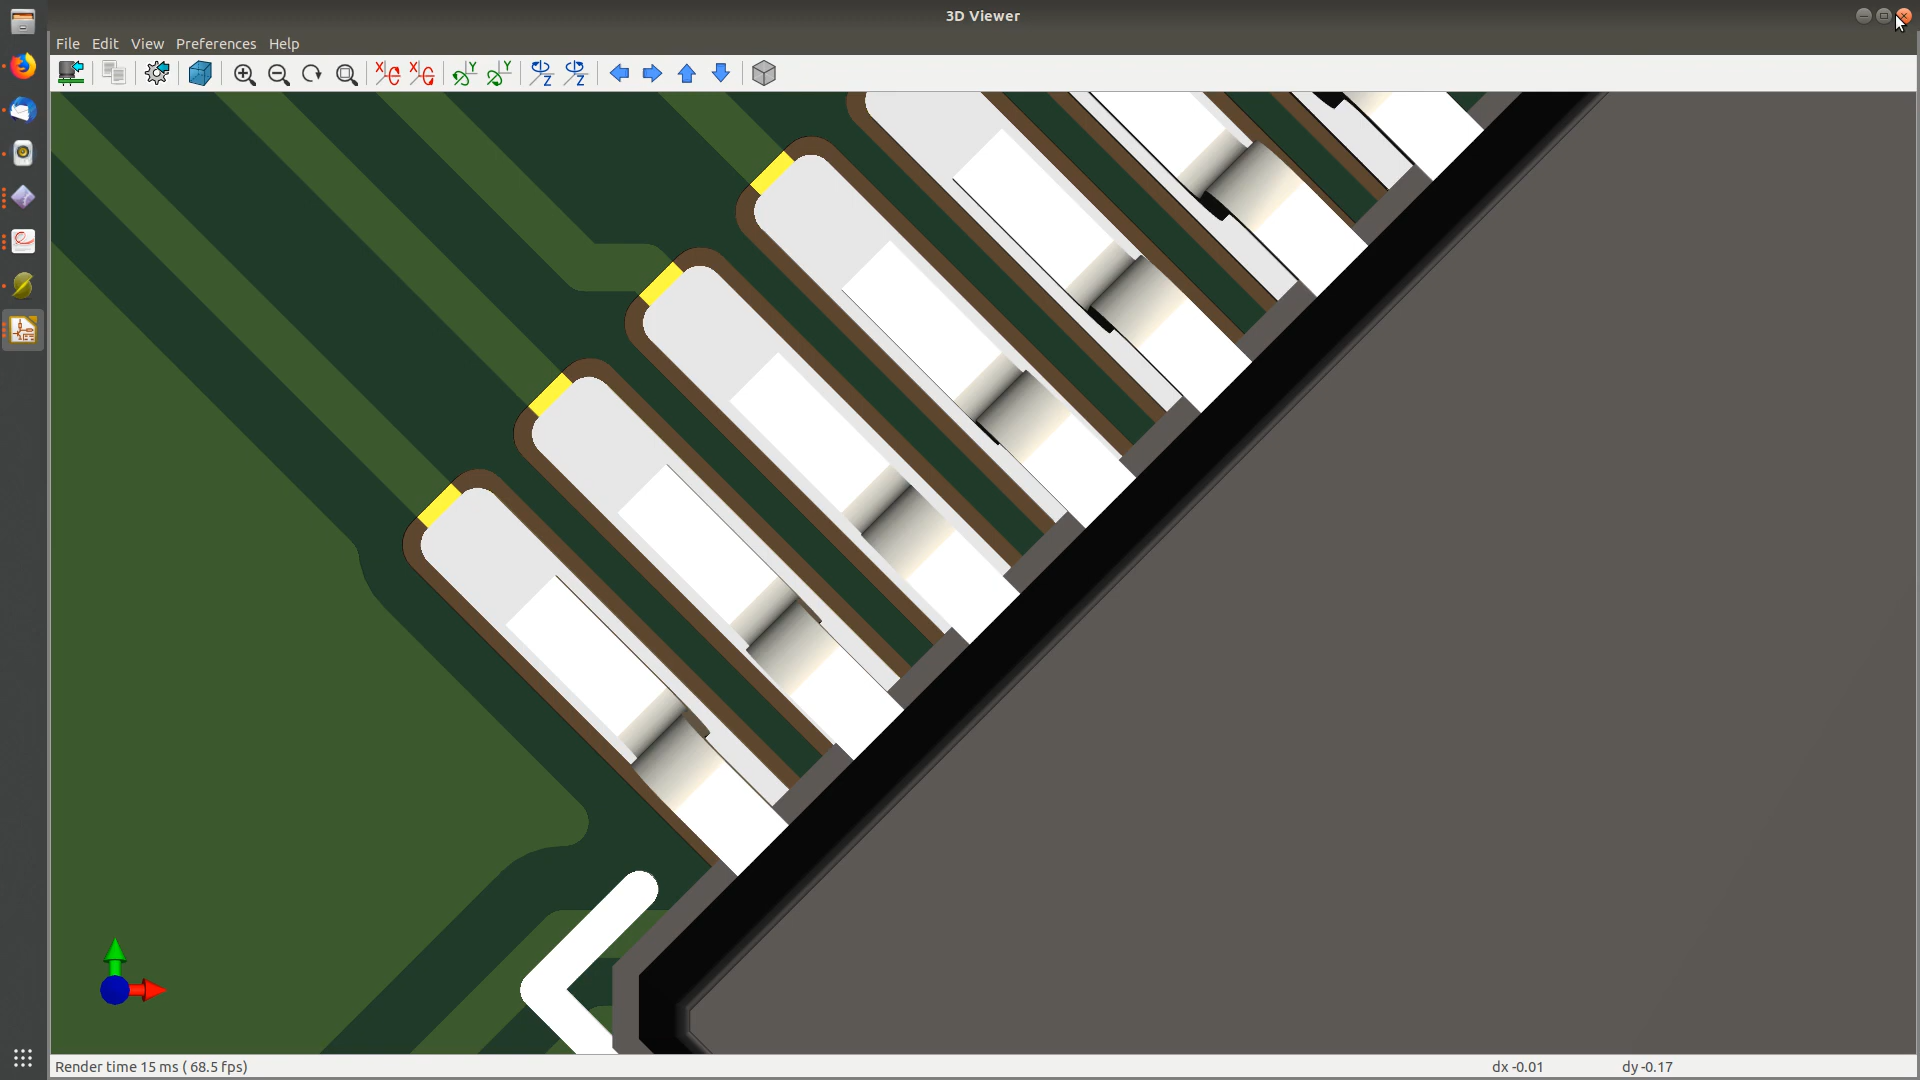 3D Viewer
File Edit View Preferences Help
X X Y Y Z Z
Render time 15 ms ( 68.5 fps) dx -0.01 dy -0.17